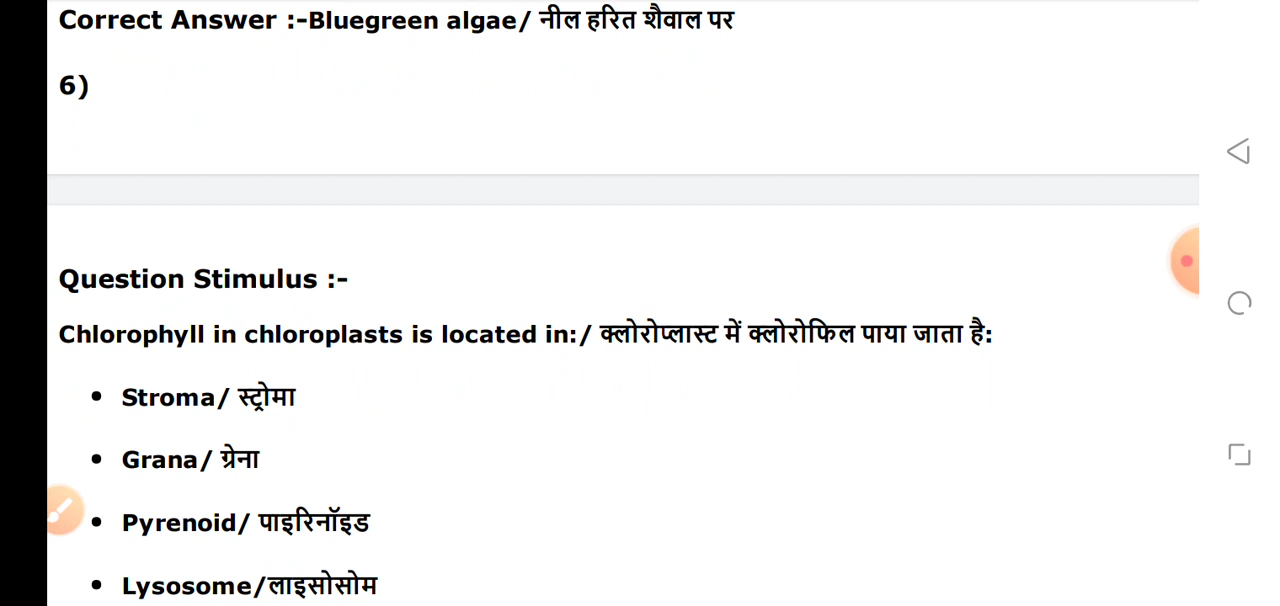 Correct Answer :-Bluegreen algae/ नील हरित शैवाल पर
6)
Question Stimulus :-
Chlorophyll in chloroplasts is located in:/ क्लोरोप्लास्ट में क्लोरोफिल पाया जाता है:
• Stroma/ स्ट्रोमा
• Grana/ ग्रेना
• Pyrenoid/ पाइरिनॉइड
• Lysosome/लाइसोसोम